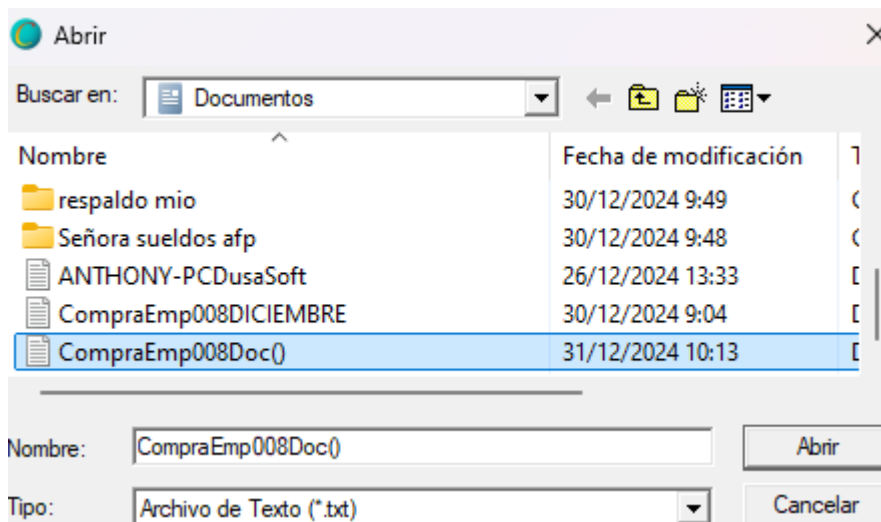 Abrir
Buscar en: Documentos
Nombre Fecha de modificación
respaldo mio 30/12/2024 9:49
Señora sueldos afp 30/12/2024 9:48
ANTHONY-PCDusaSoft 26/12/2024 13:33
CompraEmp008DICIEMBRE 30/12/2024 9:04
CompraEmp008Doc() 31/12/2024 10:13
Nombre: CompraEmp008Doc() Abrir
Tipo: Archivo de Texto (*.txt) Cancelar